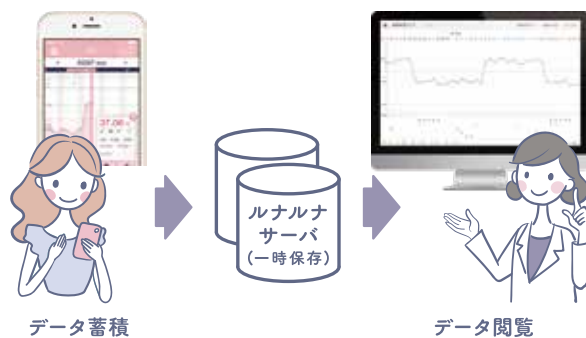 ルナルナ
サーバ
(一時保存)
データ蓄積
データ閲覧